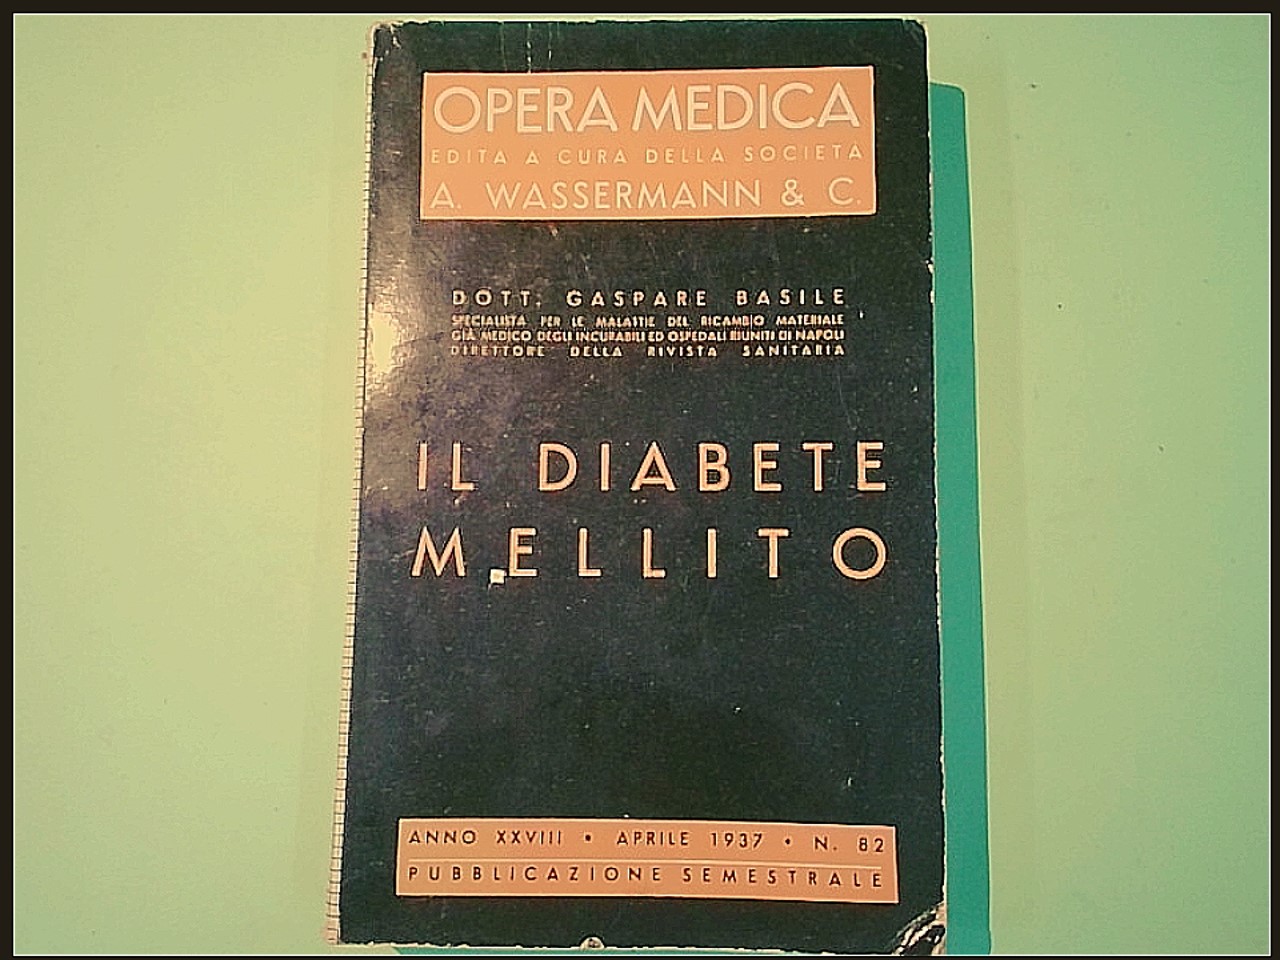 OPERA MEDICA
EDITA A CURA DELLA SOCIETÀ
A. WASSERMANN & C.
DOTT. GASPARE BASILE
SPECIALISTA PER LE MALATTIE DEL RICAMBIO MATERIALE
GIÀ MEDICO DEGLI INCURABILI ED OSPEDALI RIUNITI DI NAPOLI
DIRETTORE DELLA RIVISTA SANITARIA
IL DIABETE
MELLITO
ANNO XXVIII • APRILE 1937 • N. 82
PUBBLICAZIONE SEMESTRALE